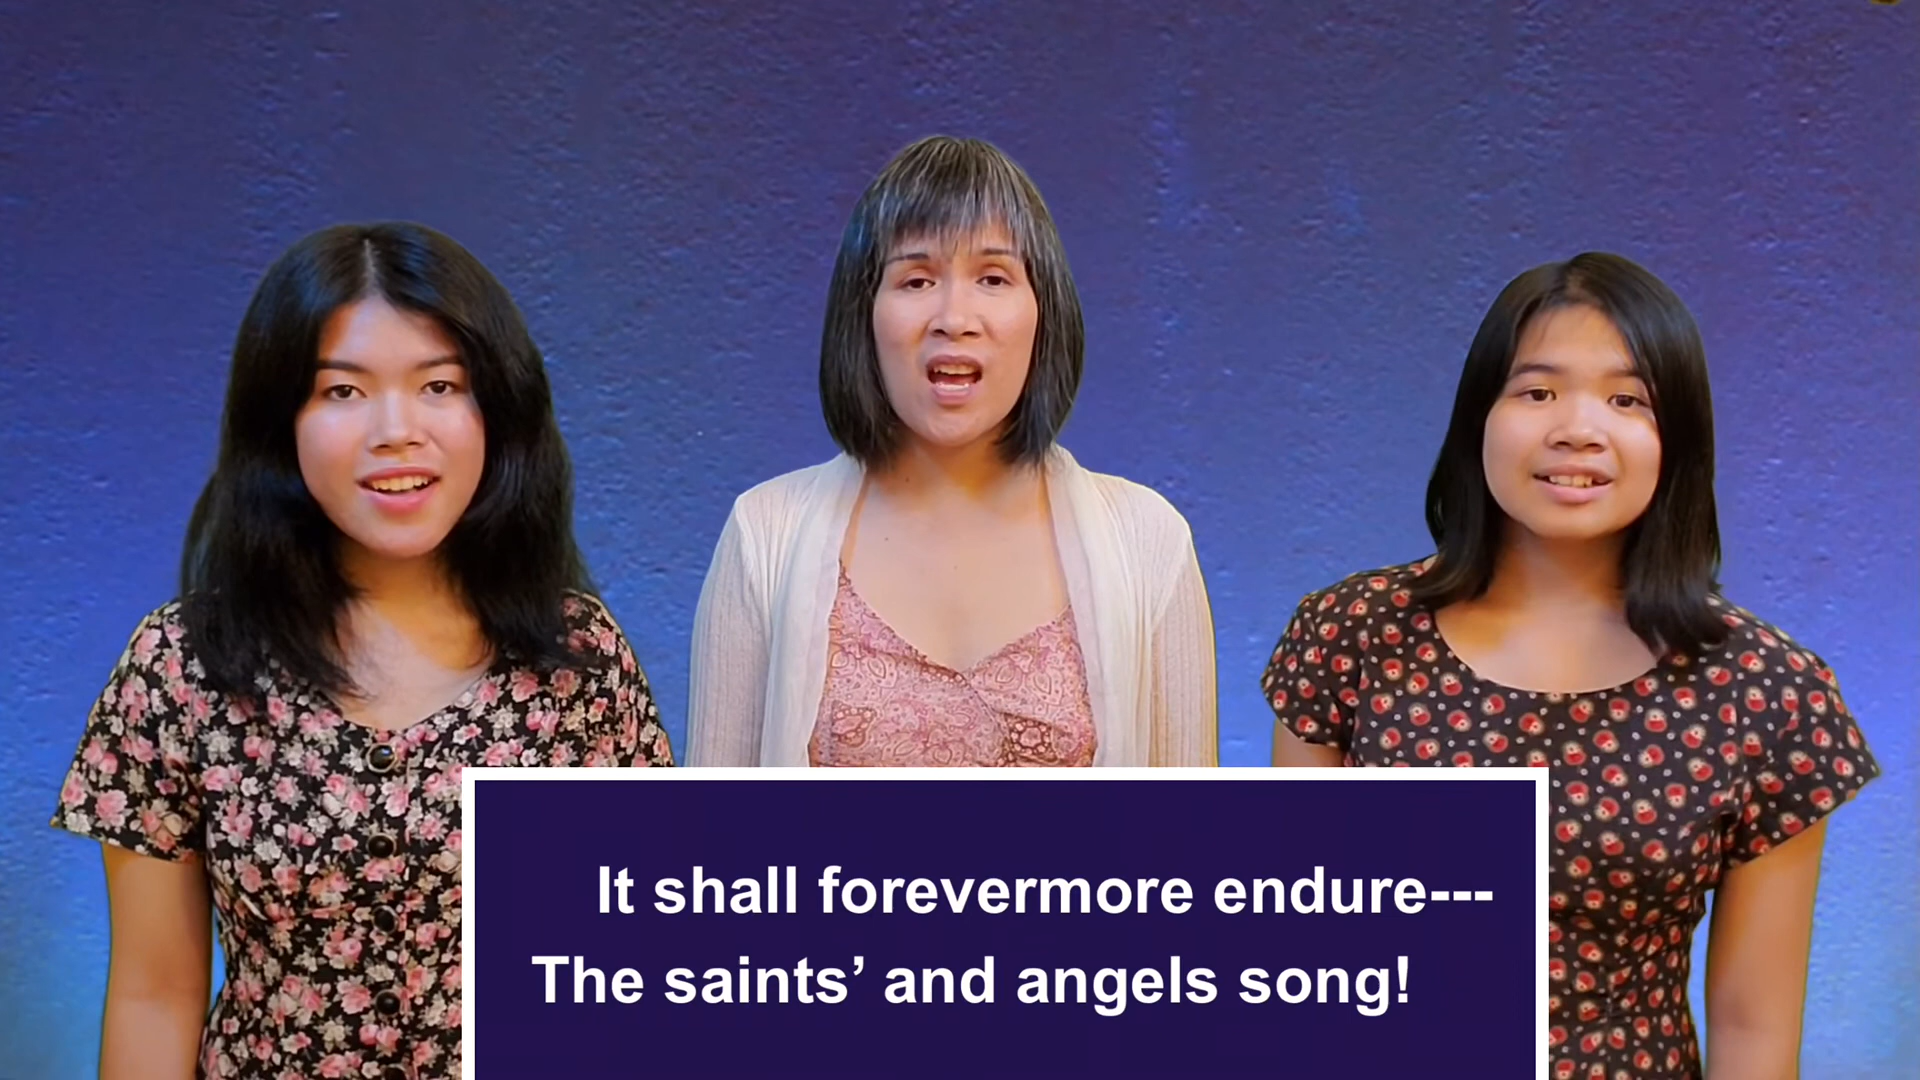 It shall forevermore endure---
The saints’ and angels song!